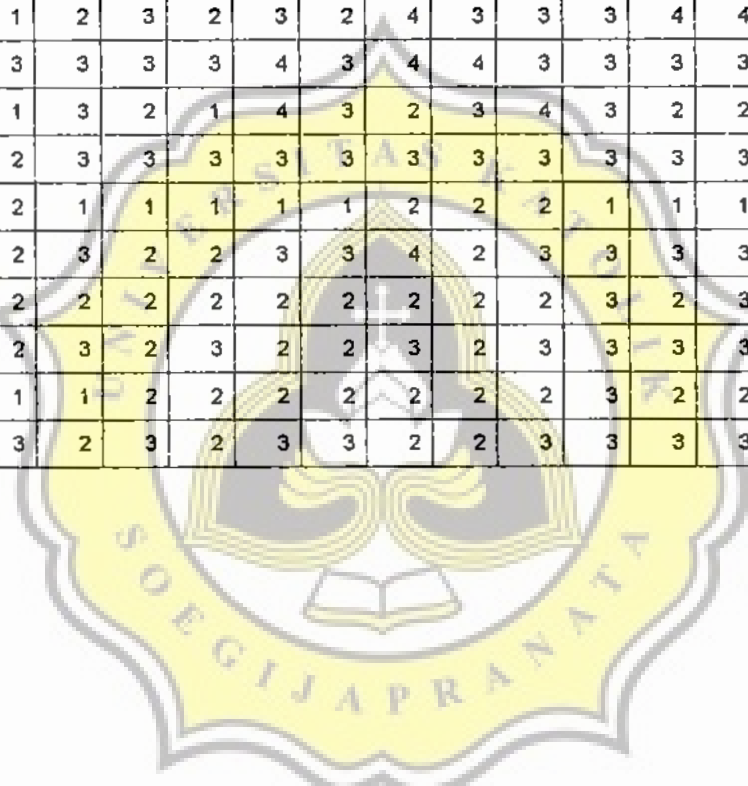 1 2 3 2 3 2 4 3 3 3 4 4
3 3 3 3 4 3 4 4 3 3 3 3
1 3 2 1 4 3 2 3 4 3 2 2
2 3 3 3 3 3 3 3 3 3 3 3
2 1 1 1 1 1 2 2 2 1 1 1
2 3 2 2 3 3 4 2 3 3 3 3
2 2 2 2 2 2 2 2 2 3 2 3
2 3 2 3 2 2 3 2 3 3 3 3
1 1 2 2 2 2 2 2 2 3 2 2
3 2 3 2 3 3 2 2 3 3 3 3
UNIVERSITAS KATOLIK
SOEGIJAPRANATA